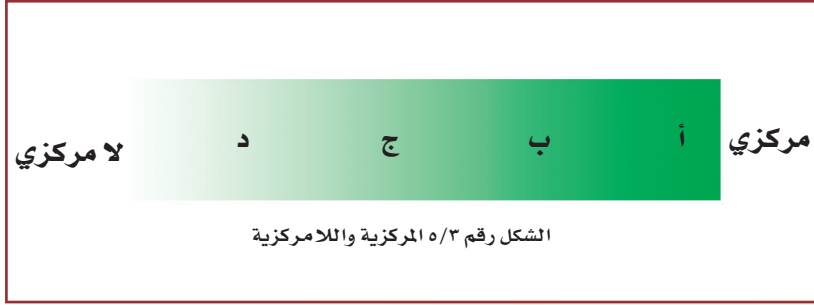 مركزي أ ب ج د لا مركزي
الشكل رقم ٥/٣ المركزية واللامركزية